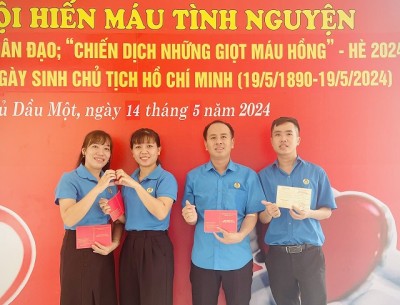 ỘI HIẾN MÁU TÌNH NGUYỆN
ÂN ĐẠO; "CHIẾN DỊCH NHỮNG GIỌT MÁU HỒNG" - HÈ 2024
GÀY SINH CHỦ TỊCH HỒ CHÍ MINH (19/5/1890-19/5/2024)
ủ Dầu Một, ngày 14 tháng 5 năm 2024